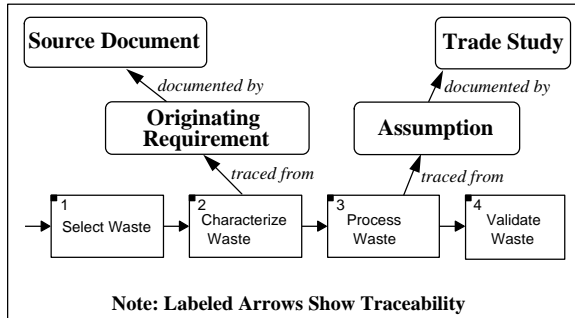 Source Document
Trade Study
documented by
documented by
Originating
Requirement
Assumption
traced from
traced from
1
Select Waste
2
Characterize
Waste
3
Process
Waste
4
Validate
Waste
Note: Labeled Arrows Show Traceability